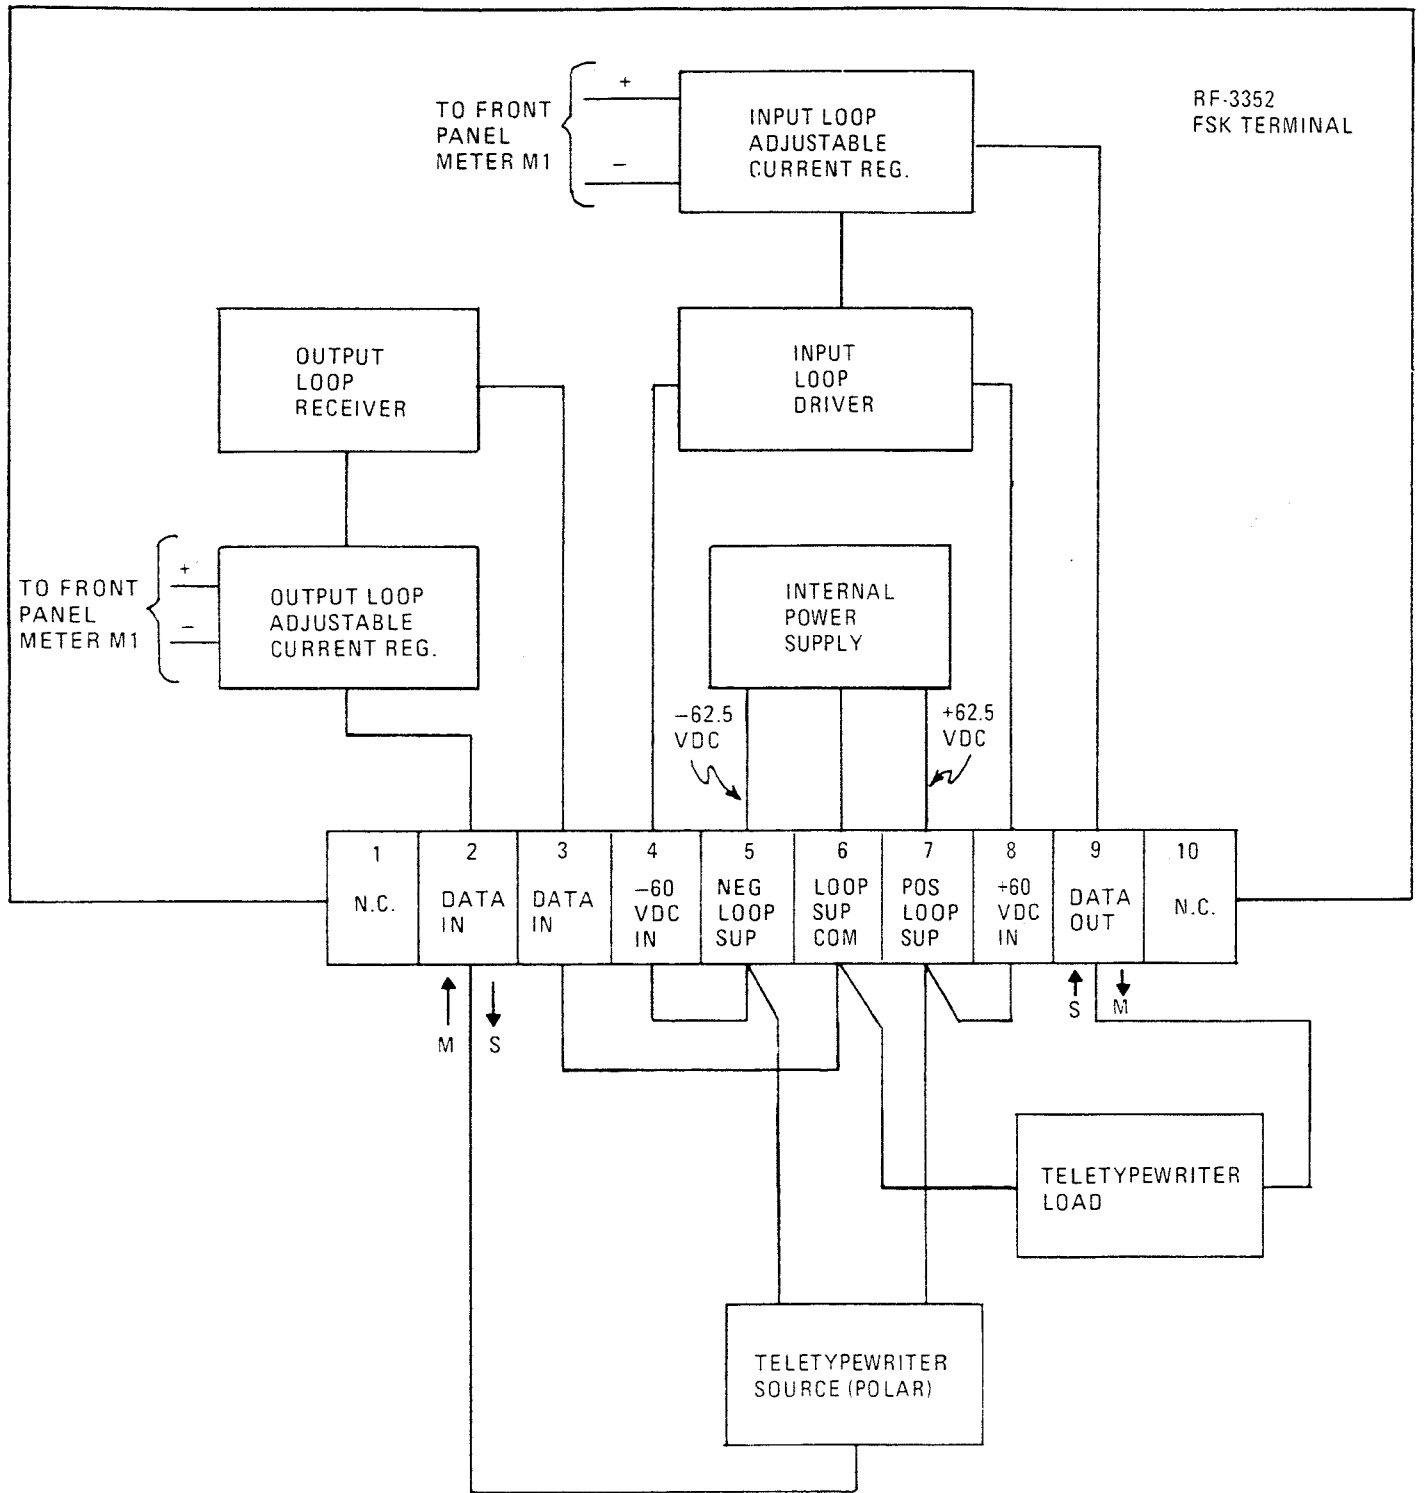 RF-3352
FSK TERMINAL
TO FRONT
PANEL
METER M1
+
−
INPUT LOOP
ADJUSTABLE
CURRENT REG.
OUTPUT
LOOP
RECEIVER
INPUT
LOOP
DRIVER
TO FRONT
PANEL
METER M1
+
−
OUTPUT LOOP
ADJUSTABLE
CURRENT REG.
INTERNAL
POWER
SUPPLY
−62.5
VDC
+62.5
VDC
1
N.C.
2
DATA
IN
3
DATA
IN
4
−60
VDC
IN
5
NEG
LOOP
SUP
6
LOOP
SUP
COM
7
POS
LOOP
SUP
8
+60
VDC
IN
9
DATA
OUT
10
N.C.
M S
S M
TELETYPEWRITER
LOAD
TELETYPEWRITER
SOURCE (POLAR)